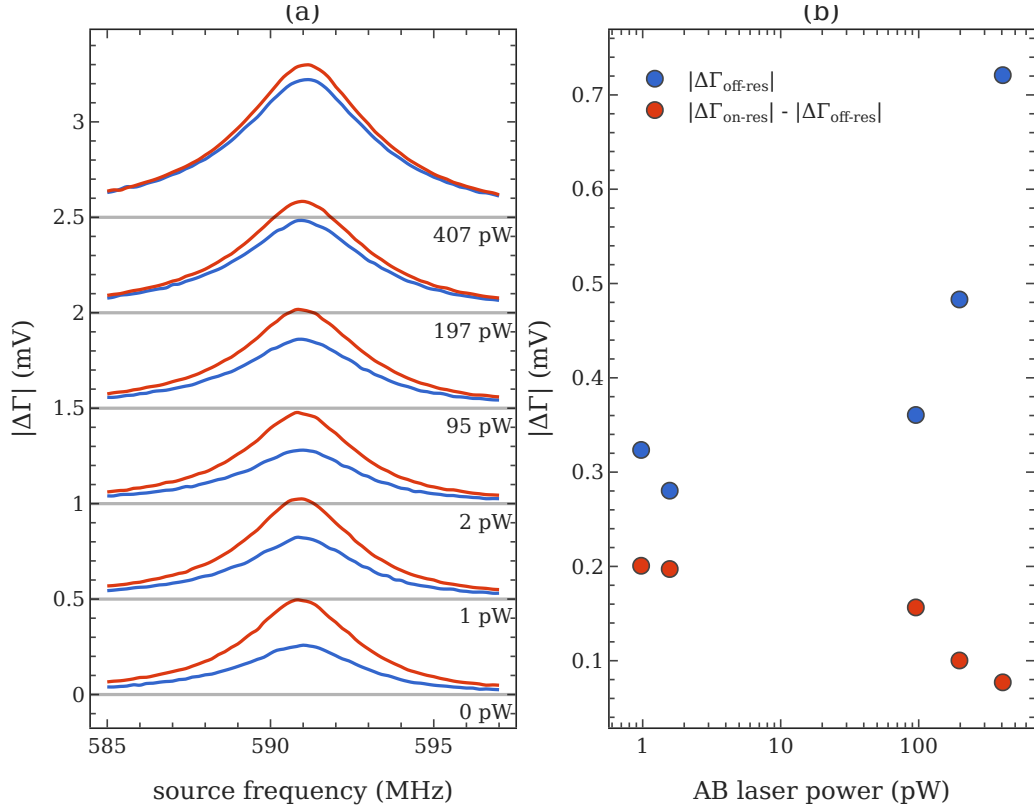 (a)
(b)
|ΔΓ| (mV)
3
2.5
2
1.5
1
0.5
0
407 pW
197 pW
95 pW
2 pW
1 pW
0 pW
585
590
595
source frequency (MHz)
|ΔΓ| (mV)
0.7
0.6
0.5
0.4
0.3
0.2
0.1
|ΔΓoff-res|
|ΔΓon-res| - |ΔΓoff-res|
1
10
100
AB laser power (pW)